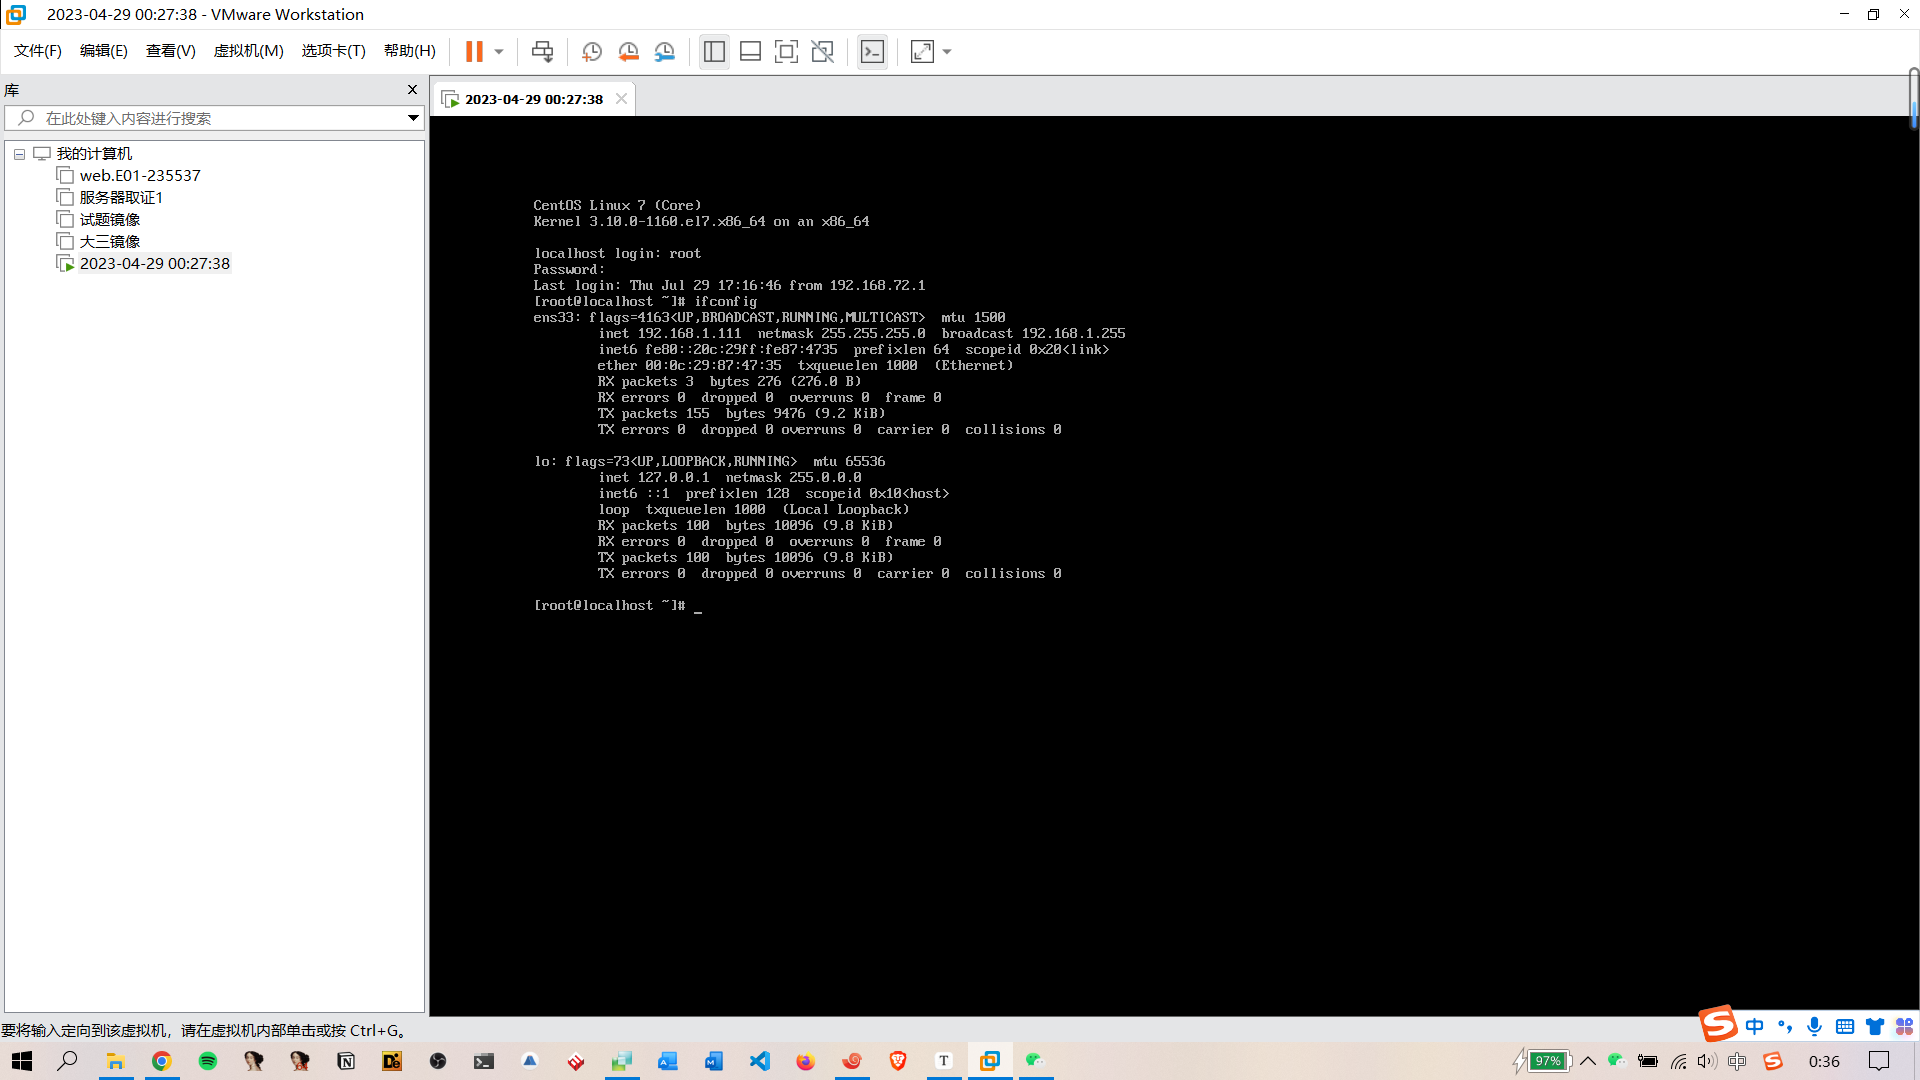 2023-04-29 00:27:38 - VMware Workstation
文件(F) 编辑(E) 查看(V) 虚拟机(M) 选项卡(T) 帮助(H)
库
在此处键入内容进行搜索
我的计算机
web.E01-235537
服务器取证1
试题镜像
大三镜像
2023-04-29 00:27:38
2023-04-29 00:27:38
CentOS Linux 7 (Core)
Kernel 3.10.0-1160.el7.x86_64 on an x86_64
localhost login: root
Password:
Last login: Thu Jul 29 17:16:46 from 192.168.72.1
[root@localhost ~]# ifconfig
ens33: flags=4163<UP,BROADCAST,RUNNING,MULTICAST>  mtu 1500
inet 192.168.1.111  netmask 255.255.255.0  broadcast 192.168.1.255
inet6 fe80::20c:29ff:fe87:4735  prefixlen 64  scopeid 0x20<link>
ether 00:0c:29:87:47:35  txqueuelen 1000  (Ethernet)
RX packets 3  bytes 276 (276.0 B)
RX errors 0  dropped 0  overruns 0  frame 0
TX packets 155  bytes 9476 (9.2 KiB)
TX errors 0  dropped 0 overruns 0  carrier 0  collisions 0
lo: flags=73<UP,LOOPBACK,RUNNING>  mtu 65536
inet 127.0.0.1  netmask 255.0.0.0
inet6 ::1  prefixlen 128  scopeid 0x10<host>
loop  txqueuelen 1000  (Local Loopback)
RX packets 100  bytes 10096 (9.8 KiB)
RX errors 0  dropped 0  overruns 0  frame 0
TX packets 100  bytes 10096 (9.8 KiB)
TX errors 0  dropped 0 overruns 0  carrier 0  collisions 0
[root@localhost ~]# _
要将输入定向到该虚拟机，请在虚拟机内部单击或按 Ctrl+G。
中
97%
中
0:36